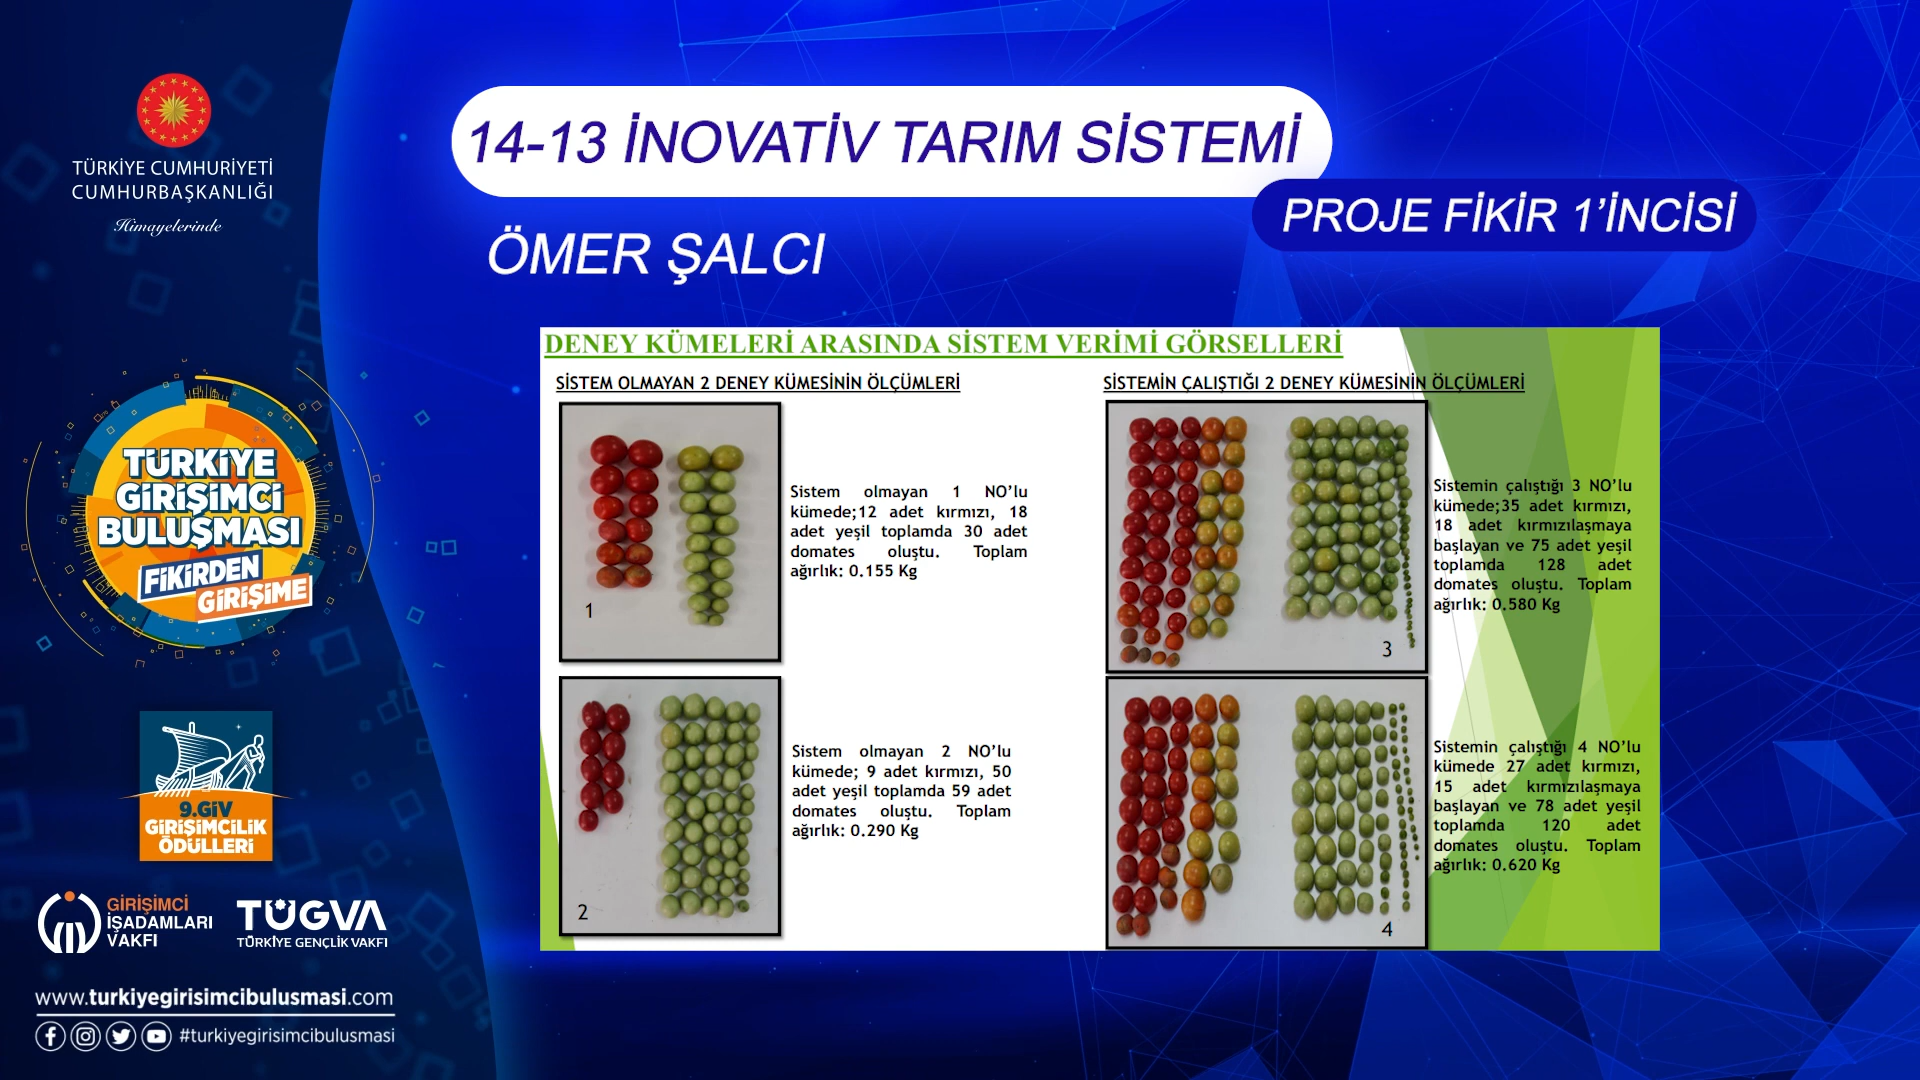 TÜRKİYE CUMHURİYETİ
CUMHURBAŞKANLIĞI
Himayelerinde
TÜRKİYE
GİRİŞİMCİ
BULUŞMASI
FİKİRDEN
GİRİŞİME
9.GİV
GİRİŞİMCİLİK
ÖDÜLLERİ
GİRİŞİMCİ
İŞADAMLARI
VAKFI
TÜGVA
TÜRKİYE GENÇLİK VAKFI
www.turkiyegirisimcibulusmasi.com
#turkiyegirisimcibulusmasi
14-13 İNOVATİV TARIM SİSTEMİ
PROJE FİKİR 1’İNCİSİ
ÖMER ŞALCI
DENEY KÜMELERİ ARASINDA SİSTEM VERİMİ GÖRSELLERİ
SİSTEM OLMAYAN 2 DENEY KÜMESİNİN ÖLÇÜMLERİ
1
Sistem olmayan 1 NO’lu
kümede;12 adet kırmızı, 18
adet yeşil toplamda 30 adet
domates oluştu. Toplam
ağırlık: 0.155 Kg
2
Sistem olmayan 2 NO’lu
kümede; 9 adet kırmızı, 50
adet yeşil toplamda 59 adet
domates oluştu. Toplam
ağırlık: 0.290 Kg
SİSTEMİN ÇALIŞTIĞI 2 DENEY KÜMESİNİN ÖLÇÜMLERİ
3
Sistemin çalıştığı 3 NO’lu
kümede;35 adet kırmızı,
18 adet kırmızılaşmaya
başlayan ve 75 adet yeşil
toplamda 128 adet
domates oluştu. Toplam
ağırlık: 0.580 Kg
4
Sistemin çalıştığı 4 NO’lu
kümede 27 adet kırmızı,
15 adet kırmızılaşmaya
başlayan ve 78 adet yeşil
toplamda 120 adet
domates oluştu. Toplam
ağırlık: 0.620 Kg